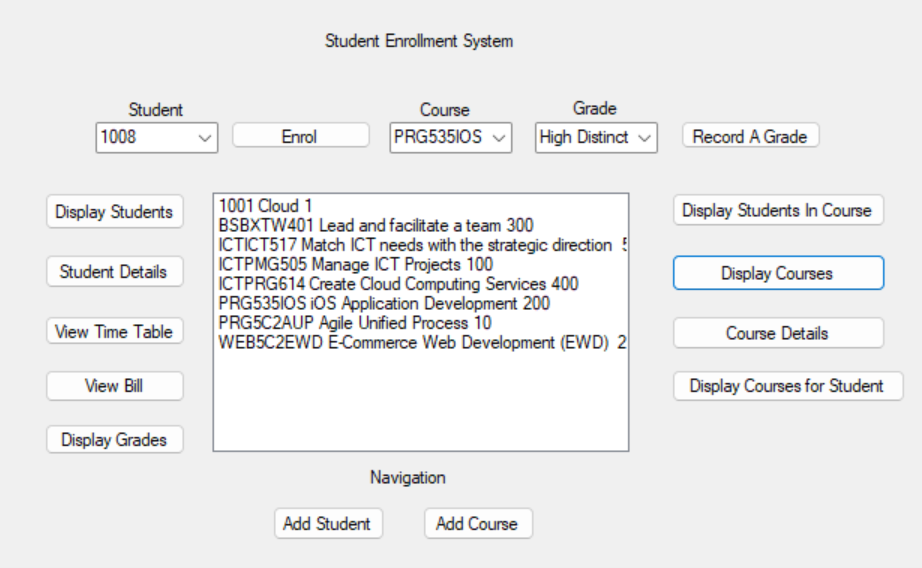 Student Enrollment System
Student
Course
Grade
1008
Enrol
PRG535IOS
High Distinct
Record A Grade
Display Students
Student Details
View Time Table
View Bill
Display Grades
1001 Cloud 1
BSBXTW401 Lead and facilitate a team 300
ICTICT517 Match ICT needs with the strategic direction
ICTPMG505 Manage ICT Projects 100
ICTPRG614 Create Cloud Computing Services 400
PRG535IOS iOS Application Development 200
PRG5C2AUP Agile Unified Process 10
WEB5C2EWD E-Commerce Web Development (EWD) 2
Display Students In Course
Display Courses
Course Details
Display Courses for Student
Navigation
Add Student
Add Course